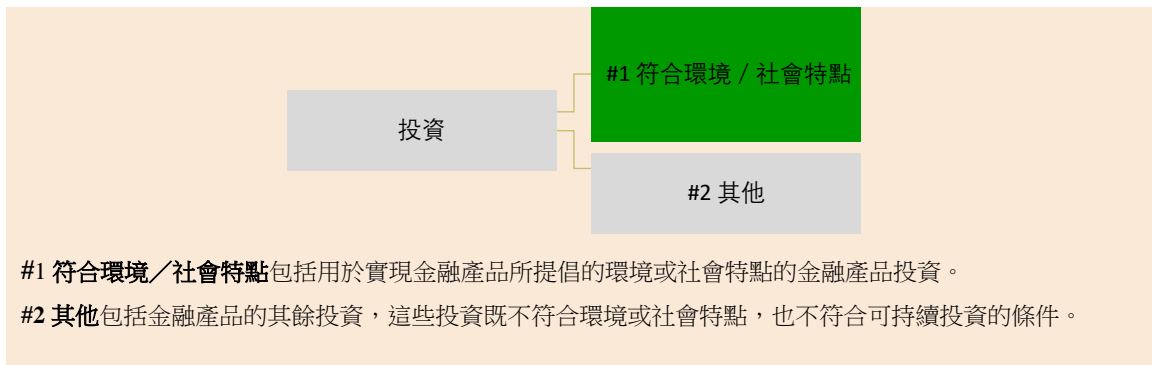 #1 符合環境／社會特點
投資
#2 其他
#1 符合環境／社會特點包括用於實現金融產品所提倡的環境或社會特點的金融產品投資。
#2 其他包括金融產品的其餘投資，這些投資既不符合環境或社會特點，也不符合可持續投資的條件。